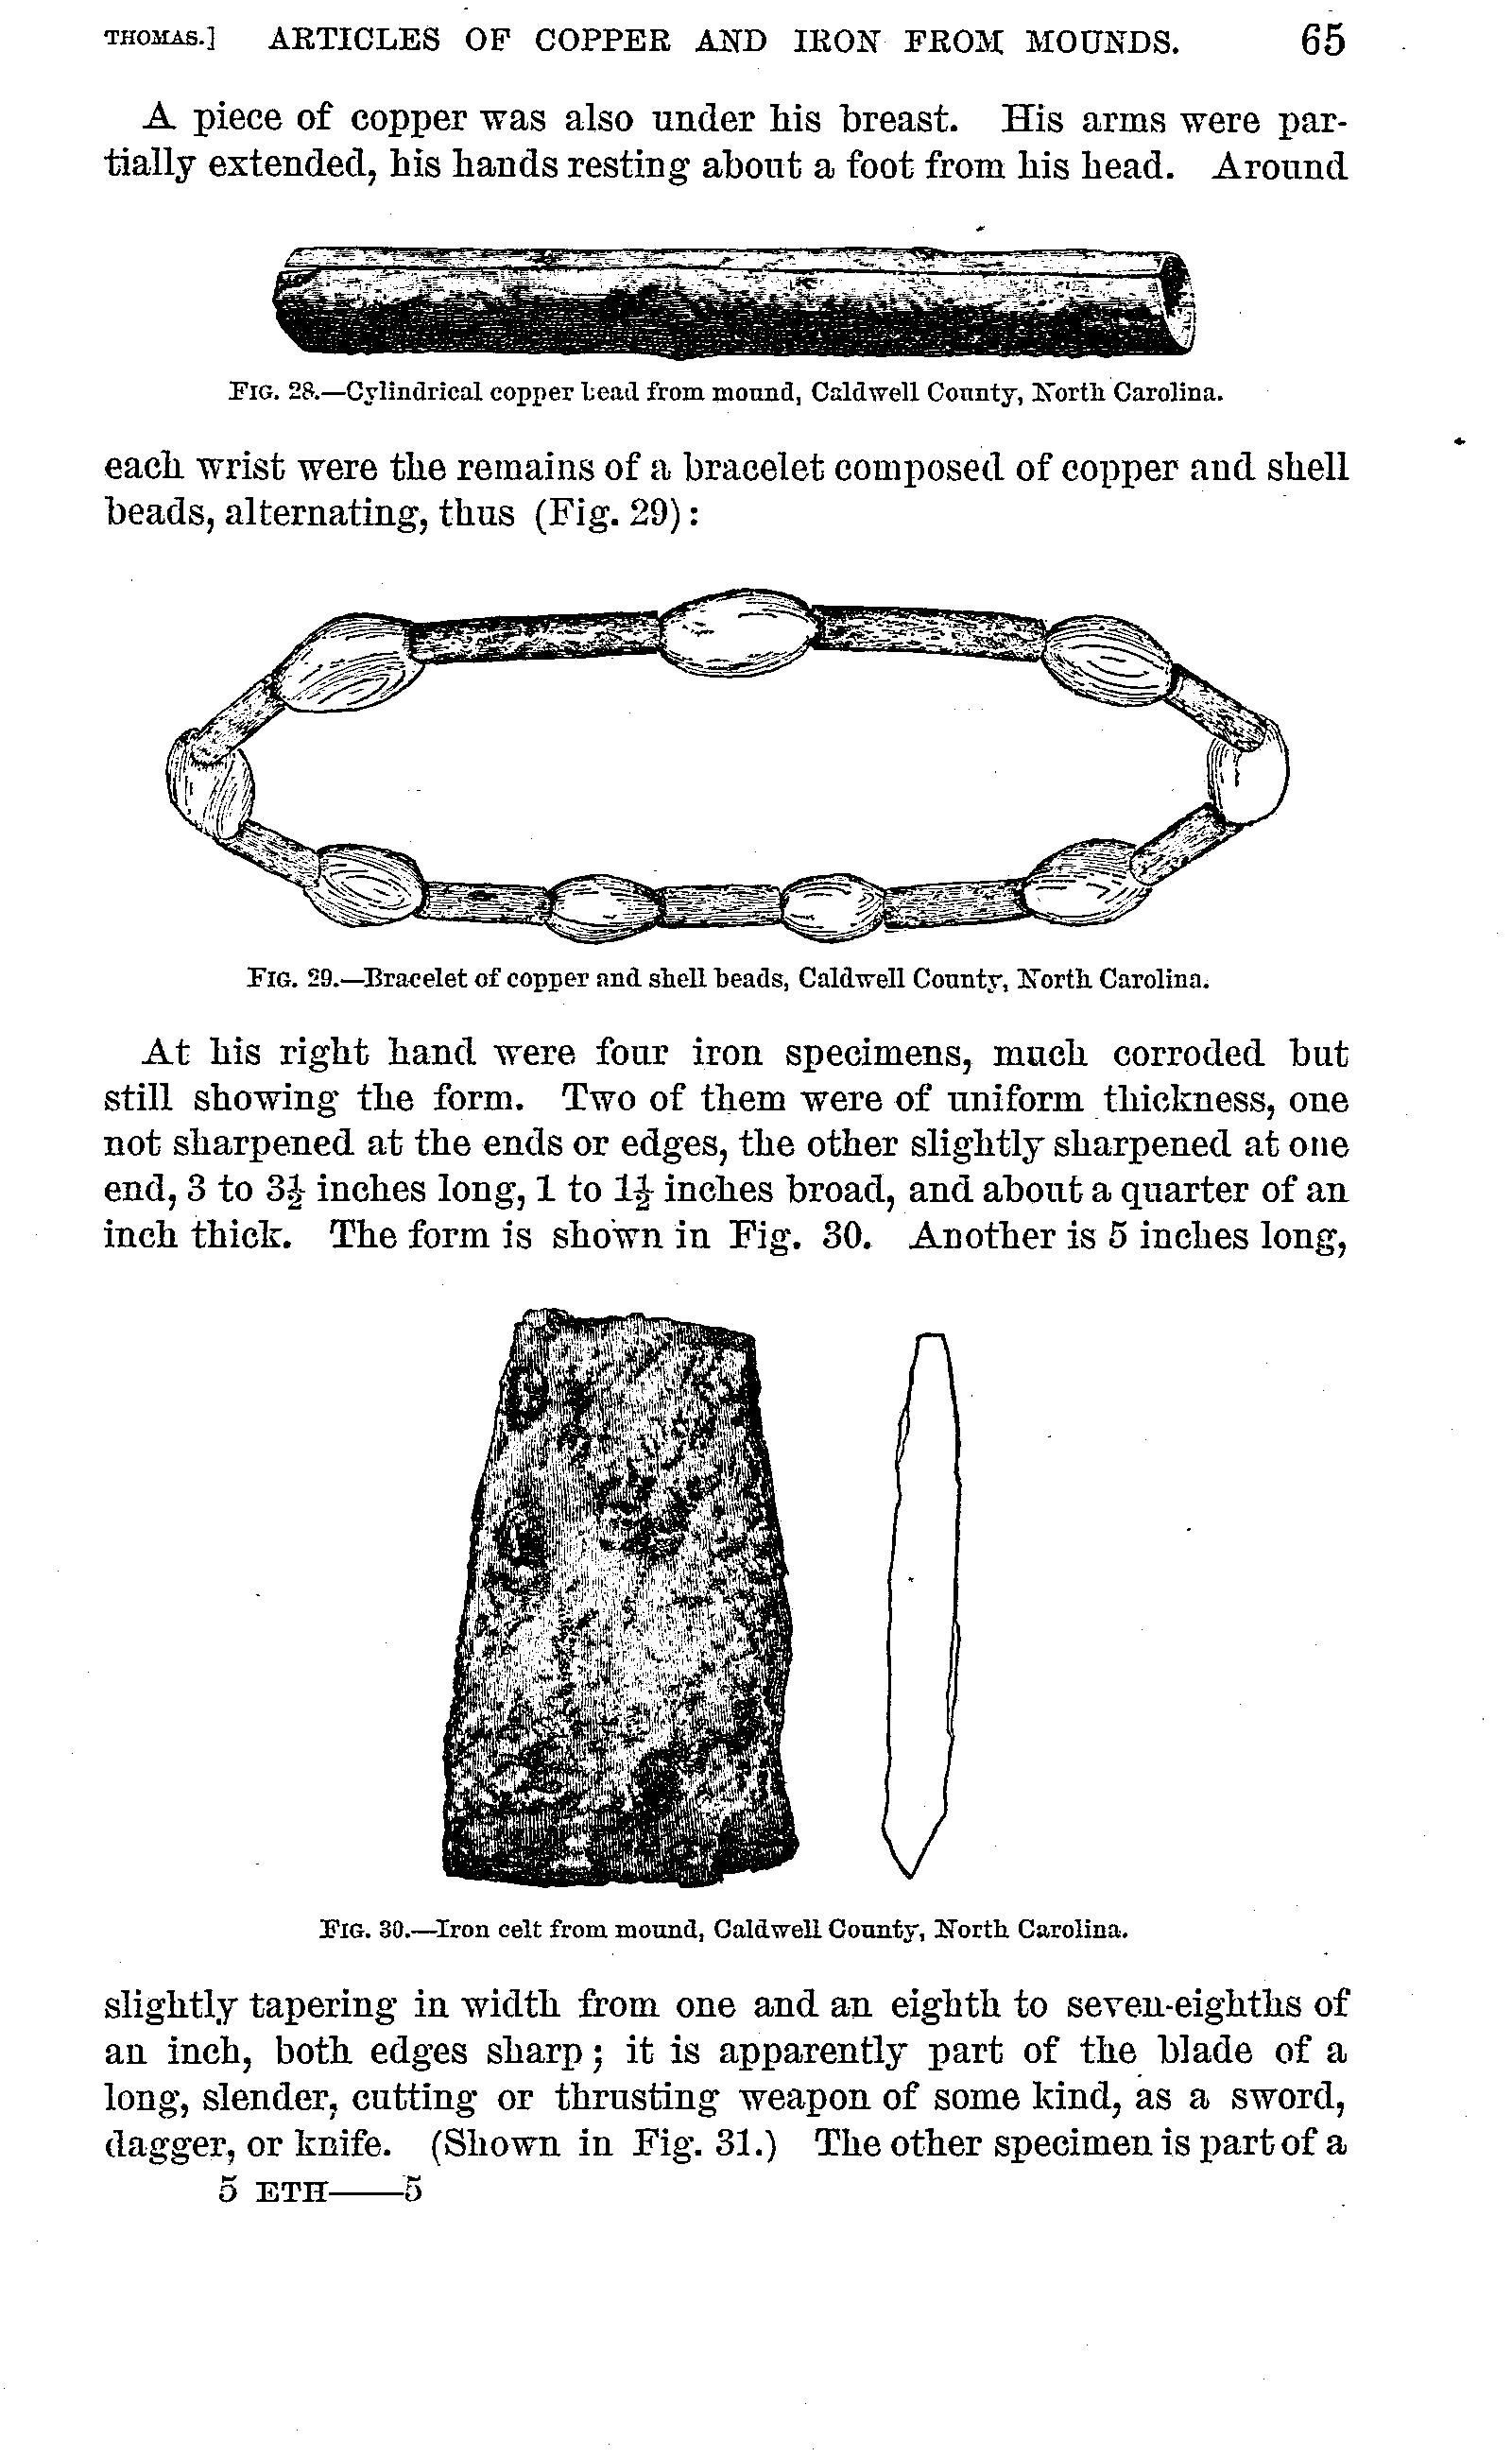 THOMAS.] ARTICLES OF COPPER AND IRON FROM MOUNDS. 65
A piece of copper was also under his breast. His arms were par-
tially extended, his hands resting about a foot from his head. Around
FIG. 28.—Cylindrical copper bead from mound, Caldwell County, North Carolina.
each wrist were the remains of a bracelet composed of copper and shell
beads, alternating, thus (Fig. 29):
FIG. 29.—Bracelet of copper and shell beads, Caldwell County, North Carolina.
At his right hand were four iron specimens, much corroded but
still showing the form. Two of them were of uniform thickness, one
not sharpened at the ends or edges, the other slightly sharpened at one
end, 3 to 3½ inches long, 1 to 1½ inches broad, and about a quarter of an
inch thick. The form is shown in Fig. 30. Another is 5 inches long,
FIG. 30.—Iron celt from mound, Caldwell County, North Carolina.
slightly tapering in width from one and an eighth to seven-eighths of
an inch, both edges sharp; it is apparently part of the blade of a
long, slender, cutting or thrusting weapon of some kind, as a sword,
dagger, or knife. (Shown in Fig. 31.) The other specimen is part of a
5 ETH——5